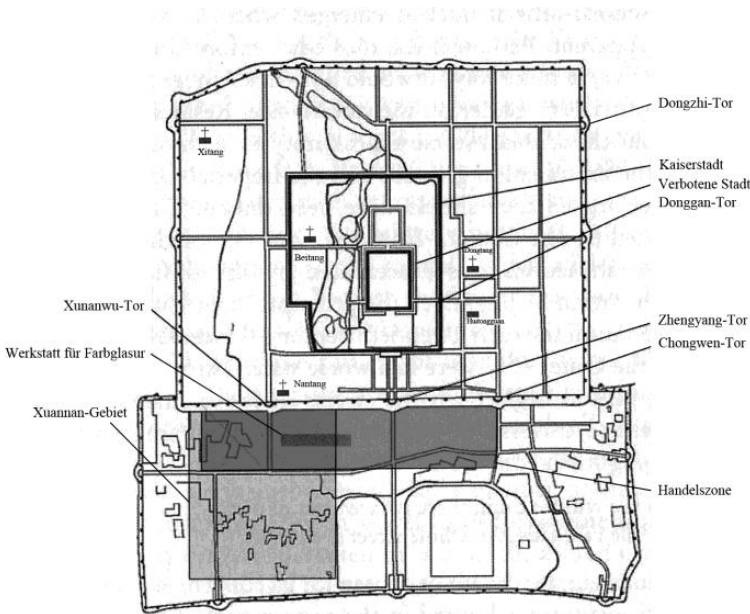 Dongzhi-Tor
Xitang
Kaiserstadt
Verbotene Stadt
Donggan-Tor
Dongtang
Beitang
Xunanwu-Tor
Huitongguan
Zhengyang-Tor
Chongwen-Tor
Werkstatt für Farbglasur
Nantang
Xuannan-Gebiet
Handelszone